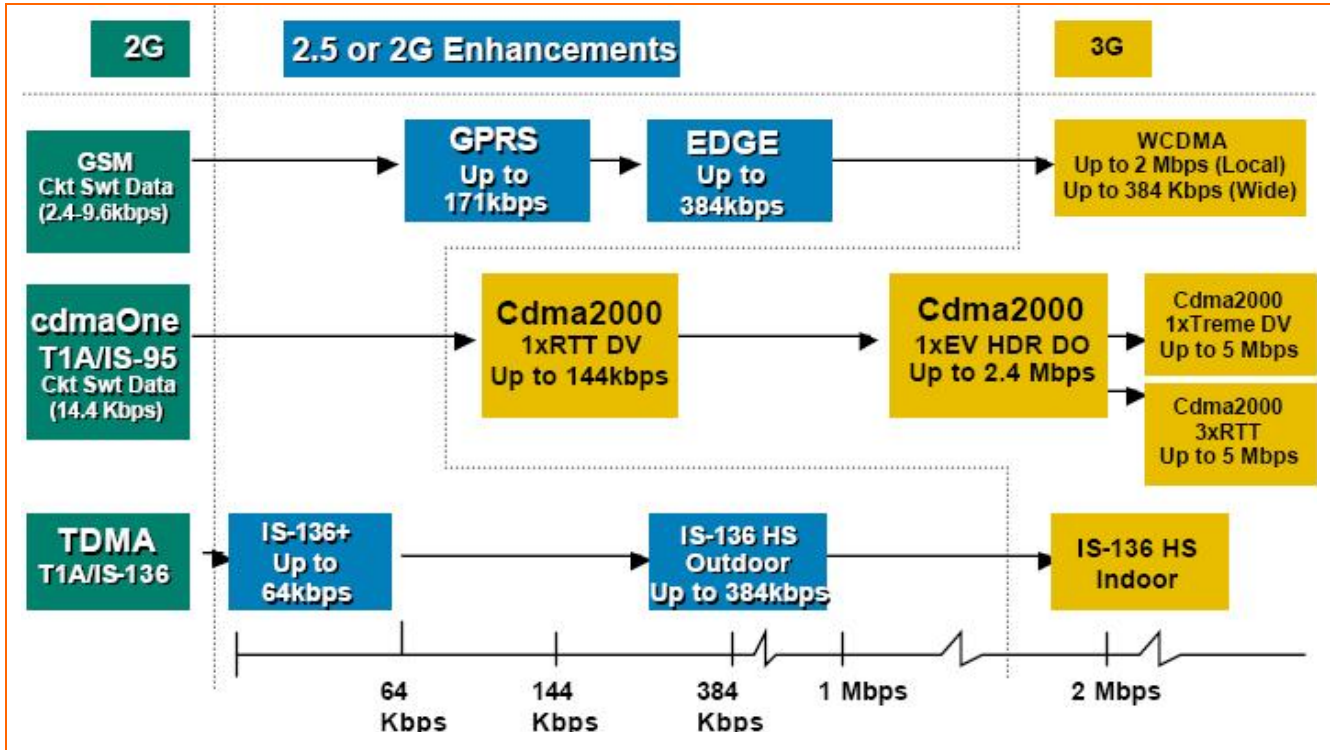 2G
2.5 or 2G Enhancements
3G
GSM
Ckt Swt Data
(2.4-9.6kbps)
GPRS
Up to
171kbps
EDGE
Up to
384kbps
WCDMA
Up to 2 Mbps (Local)
Up to 384 Kbps (Wide)
cdmaOne
T1A/IS-95
Ckt Swt Data
(14.4 Kbps)
Cdma2000
1xRTT DV
Up to 144kbps
Cdma2000
1xEV HDR DO
Up to 2.4 Mbps
Cdma2000
1xTreme DV
Up to 5 Mbps
Cdma2000
3xRTT
Up to 5 Mbps
TDMA
T1A/IS-136
IS-136+
Up to
64kbps
IS-136 HS
Outdoor
Up to 384kbps
IS-136 HS
Indoor
64
Kbps
144
Kbps
384
Kbps
1 Mbps
2 Mbps